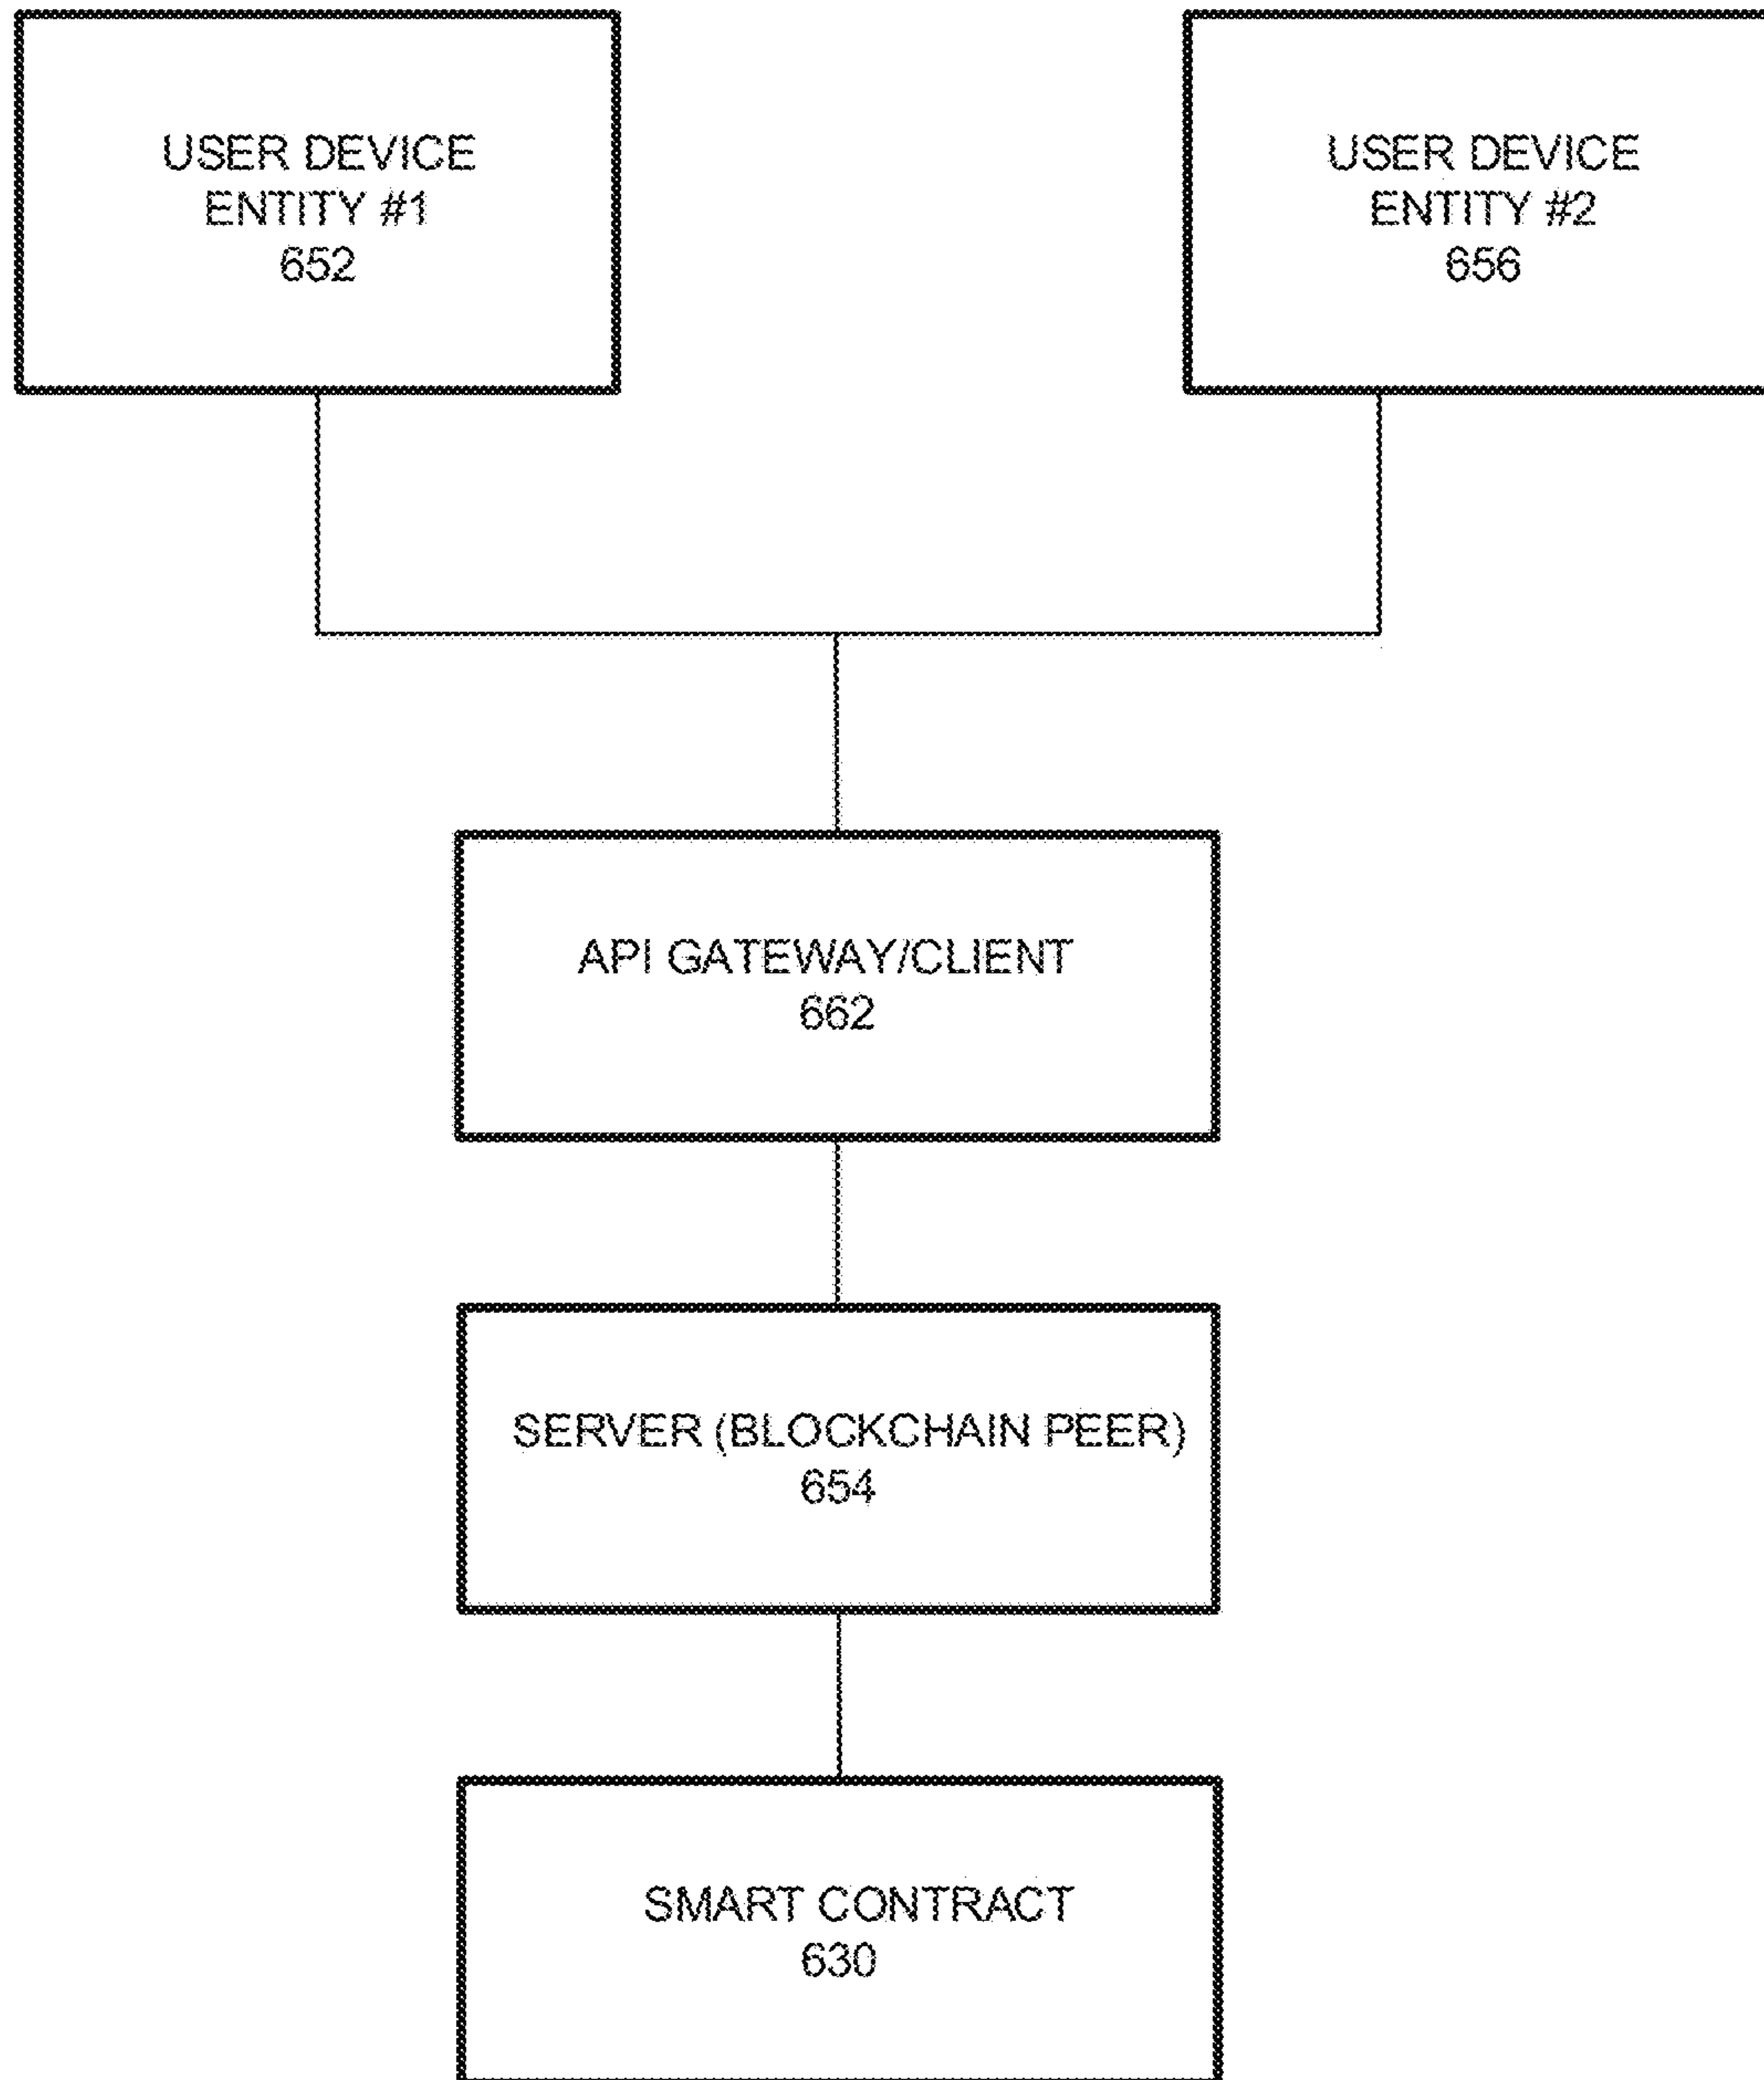 USER DEVICE
ENTITY #1
652
USER DEVICE
ENTITY #2
656
API GATEWAY/CLIENT
662
SERVER (BLOCKCHAIN PEER)
654
SMART CONTRACT
630